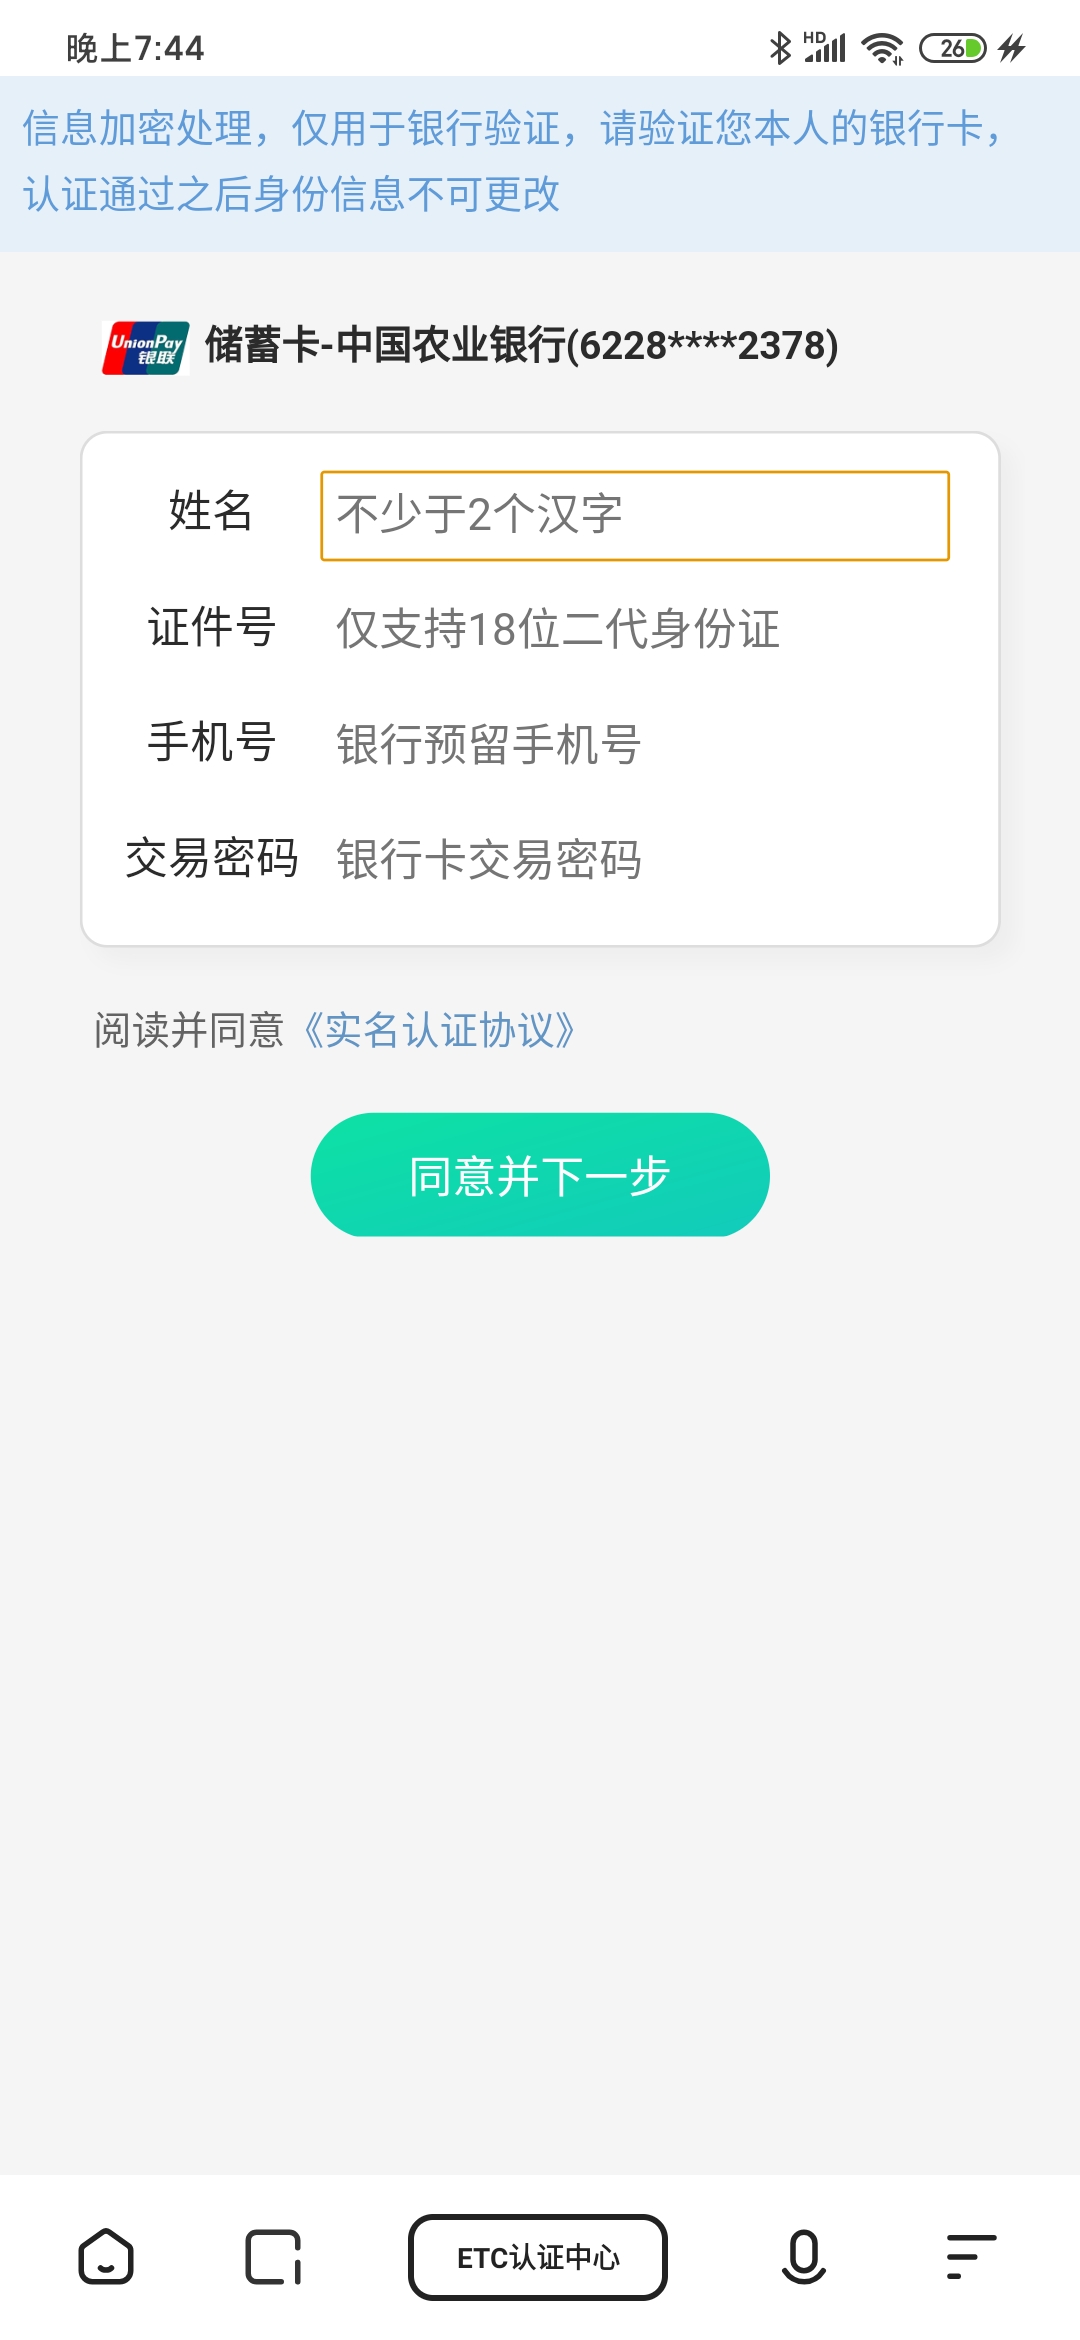 晚上7:44
HD
26
信息加密处理，仅用于银行验证，请验证您本人的银行卡，
认证通过之后身份信息不可更改
UnionPay
银联
储蓄卡-中国农业银行(6228****2378)
姓名 不少于2个汉字
证件号 仅支持18位二代身份证
手机号 银行预留手机号
交易密码 银行卡交易密码
阅读并同意《实名认证协议》
同意并下一步
ETC认证中心